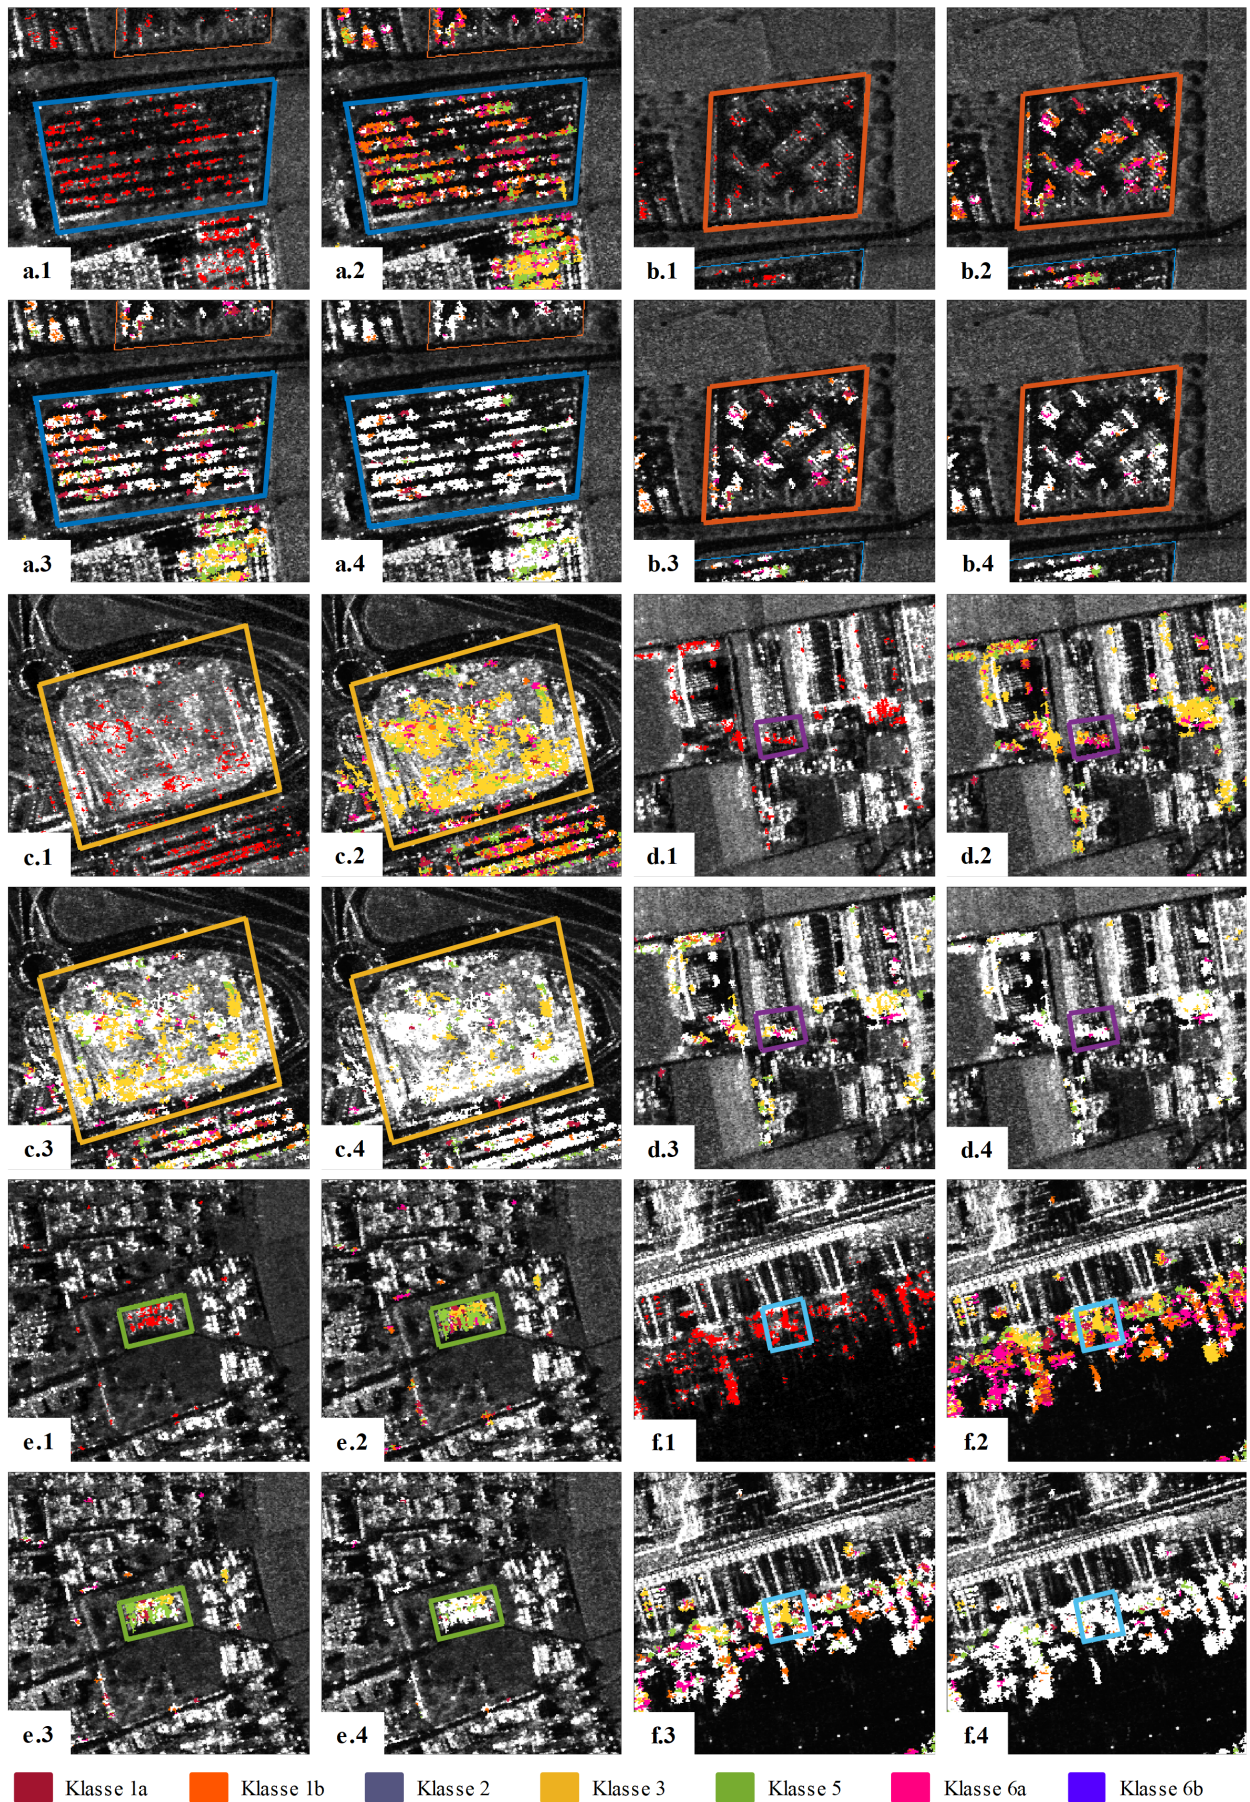 a.1
a.2
b.1
b.2
a.3
a.4
b.3
b.4
c.1
c.2
d.1
d.2
c.3
c.4
d.3
d.4
e.1
e.2
f.1
f.2
e.3
e.4
f.3
f.4
Klasse 1a Klasse 1b Klasse 2 Klasse 3 Klasse 5 Klasse 6a Klasse 6b